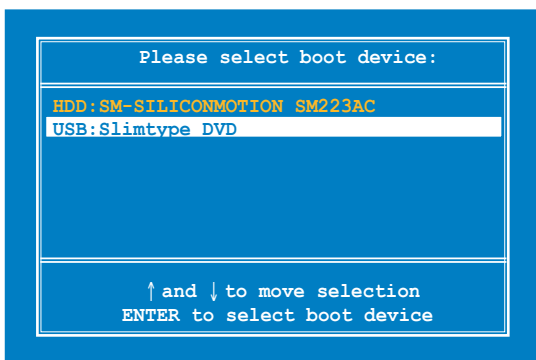 Please select boot device:
HDD:SM-SILICONMOTION SM223AC
USB:Slimtype DVD
↑and ↓to move selection
ENTER to select boot device